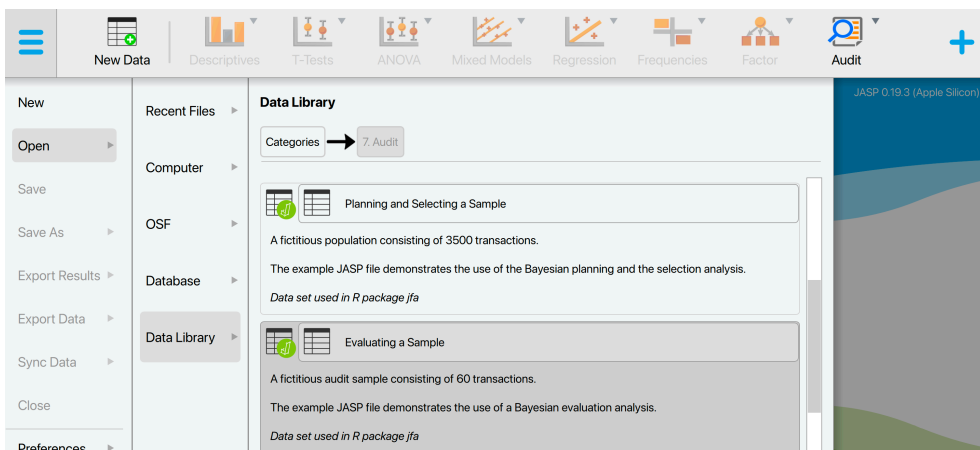 New Data
Descriptives
T-Tests
ANOVA
Mixed Models
Regression
Frequencies
Factor
Audit
JASP 0.19.3 (Apple Silicon)
New
Open
Save
Save As
Export Results
Export Data
Sync Data
Close
Preferences
Recent Files
Computer
OSF
Database
Data Library
Data Library
Categories
7. Audit
Planning and Selecting a Sample
A fictitious population consisting of 3500 transactions.
The example JASP file demonstrates the use of the Bayesian planning and the selection analysis.
Data set used in R package jfa
Evaluating a Sample
A fictitious audit sample consisting of 60 transactions.
The example JASP file demonstrates the use of a Bayesian evaluation analysis.
Data set used in R package jfa